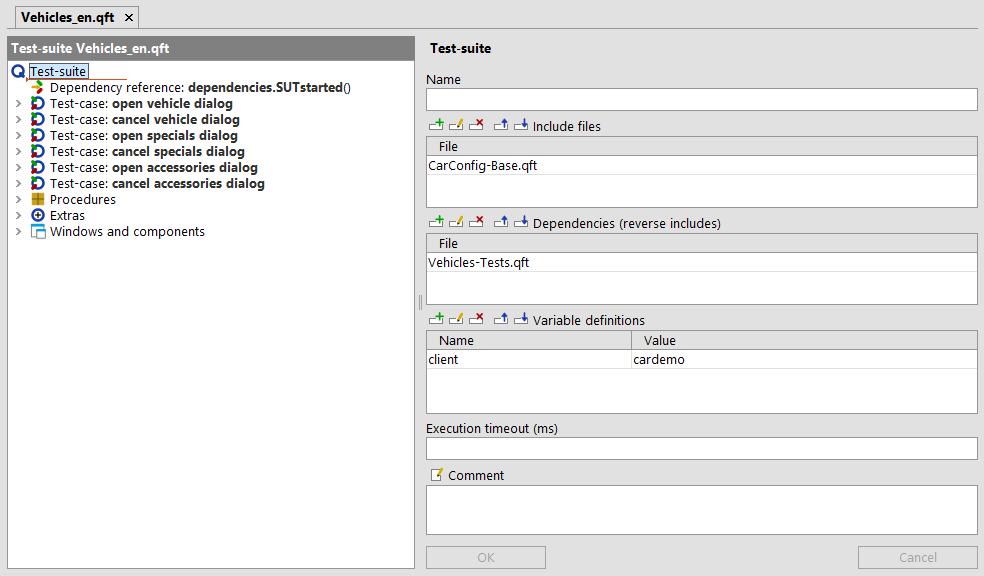 Vehicles_en.qft ×
Test-suite Vehicles_en.qft
Test-suite
Dependency reference: dependencies.SUTstarted()
Test-case: open vehicle dialog
Test-case: cancel vehicle dialog
Test-case: open specials dialog
Test-case: cancel specials dialog
Test-case: open accessories dialog
Test-case: cancel accessories dialog
Procedures
Extras
Windows and components
Test-suite
Name
Include files
File
CarConfig-Base.qft
Dependencies (reverse includes)
File
Vehicles-Tests.qft
Variable definitions
Name Value
client cardemo
Execution timeout (ms)
Comment
OK Cancel